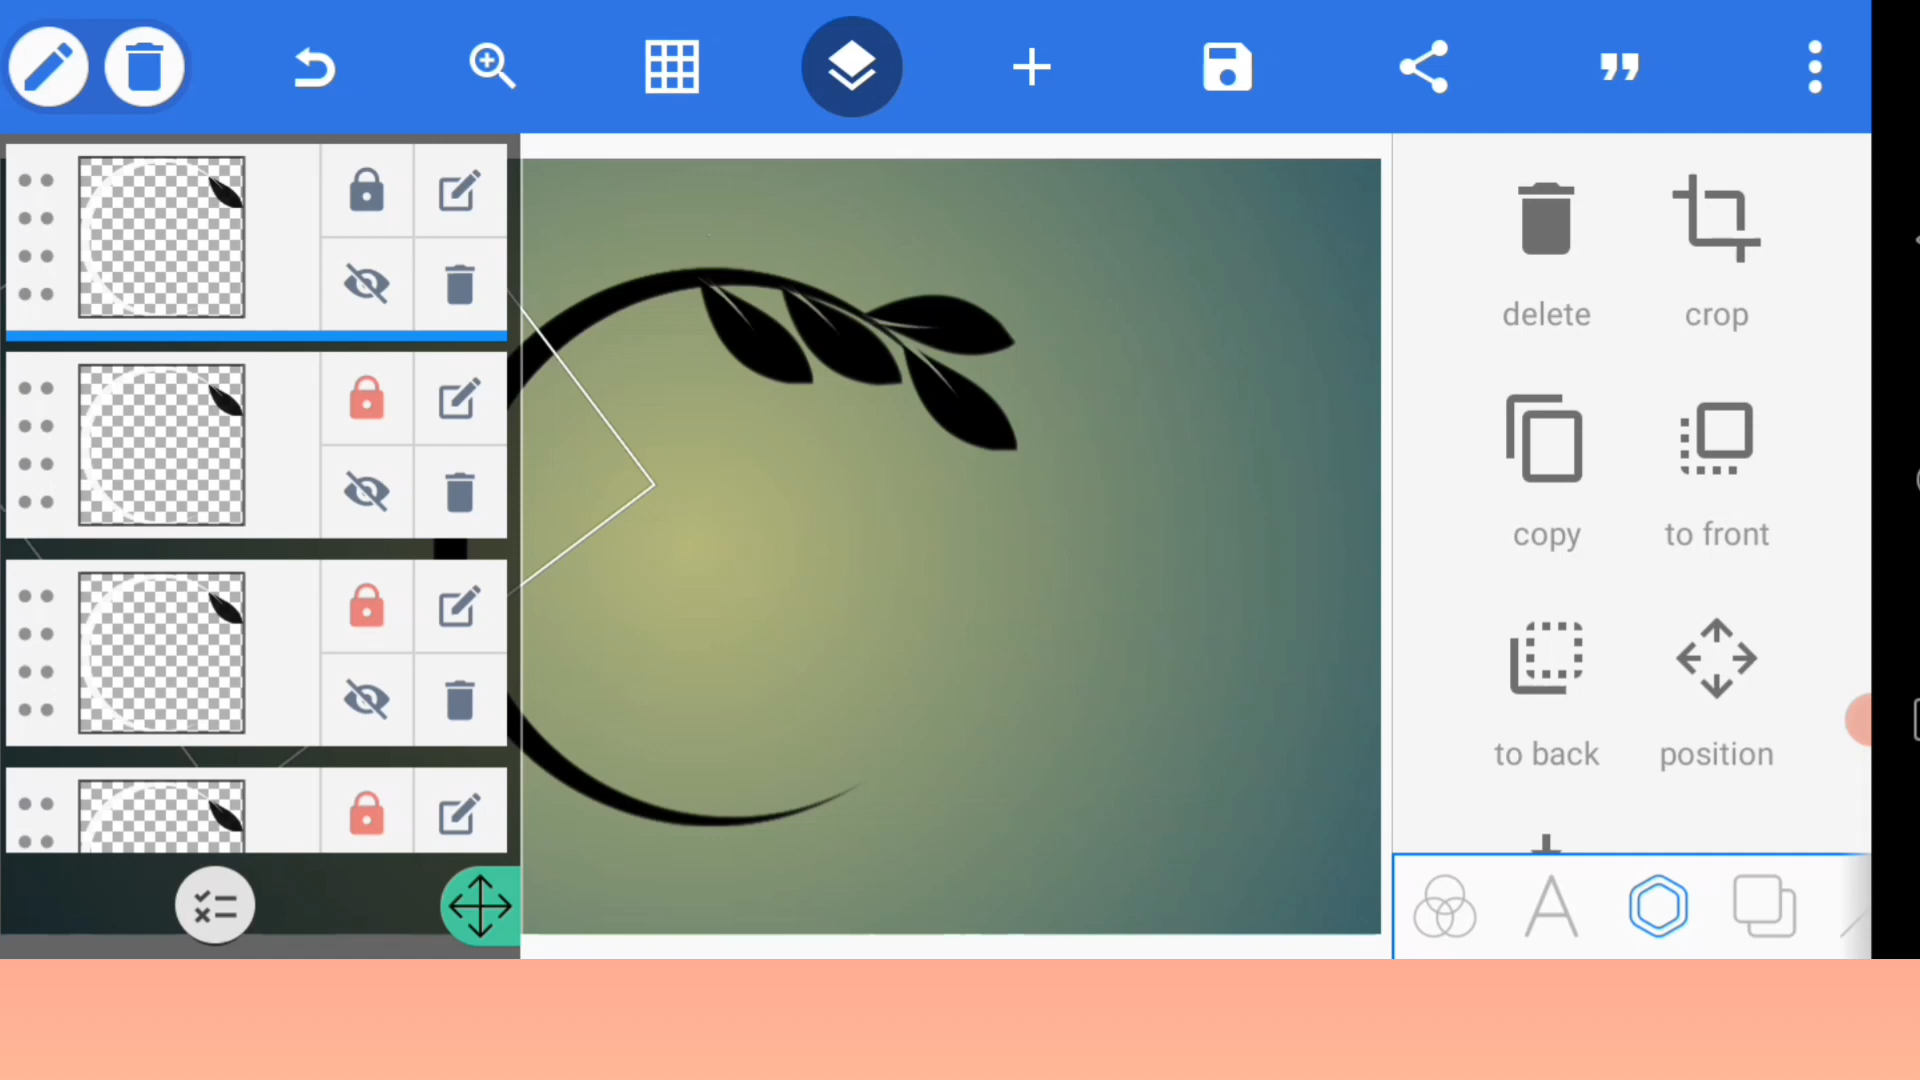 delete
crop
copy
to front
to back
position